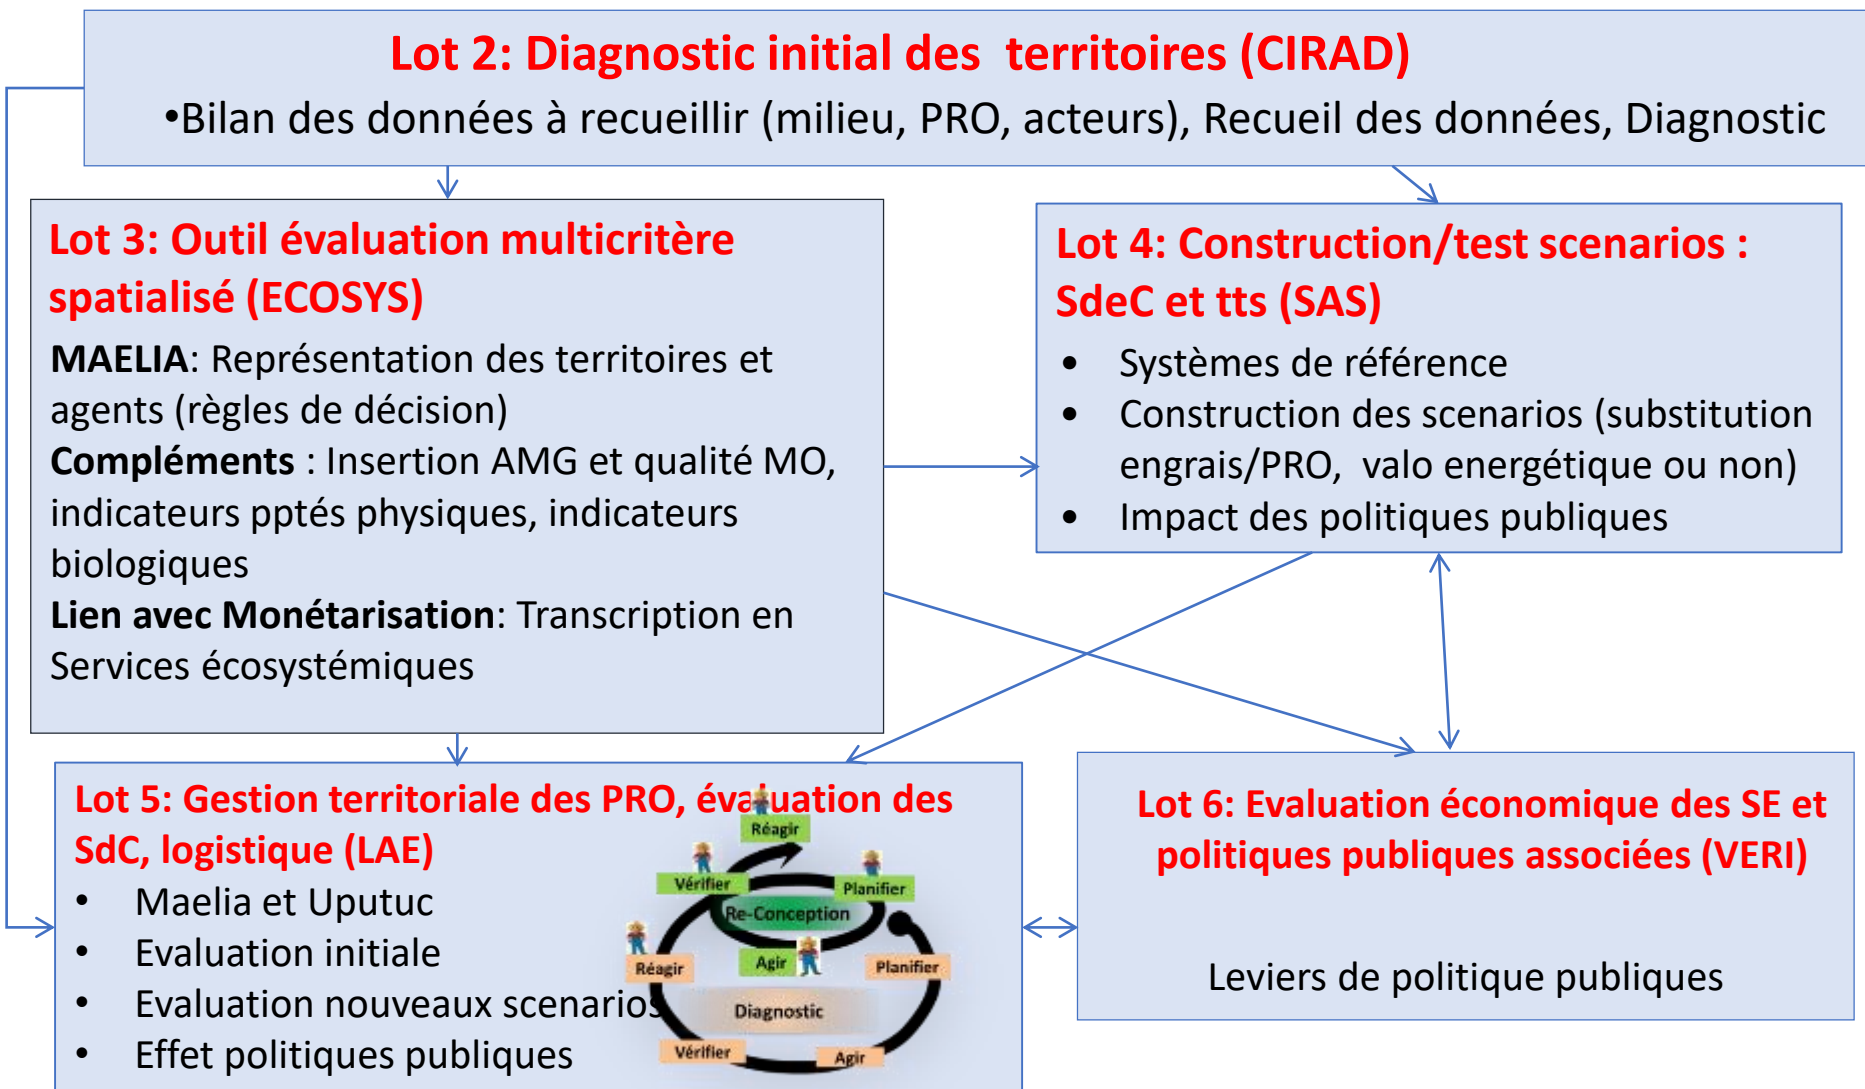 Lot 2: Diagnostic initial des  territoires (CIRAD)
•Bilan des données à recueillir (milieu, PRO, acteurs), Recueil des données, Diagnostic
Lot 3: Outil évaluation multicritère
spatialisé (ECOSYS)
MAELIA: Représentation des territoires et
agents (règles de décision)
Compléments : Insertion AMG et qualité MO,
indicateurs pptés physiques, indicateurs
biologiques
Lien avec Monétarisation: Transcription en
Services écosystémiques
Lot 4: Construction/test scenarios :
SdeC et tts (SAS)
• Systèmes de référence
• Construction des scenarios (substitution
engrais/PRO,  valo energétique ou non)
• Impact des politiques publiques
Lot 5: Gestion territoriale des PRO, évaluation des
SdC, logistique (LAE)
• Maelia et Uputuc
• Evaluation initiale
• Evaluation nouveaux scenarios
• Effet politiques publiques
Réagir
Vérifier
Planifier
Re-Conception
Agir
Réagir
Planifier
Diagnostic
Vérifier
Agir
Lot 6: Evaluation économique des SE et
politiques publiques associées (VERI)
Leviers de politique publiques